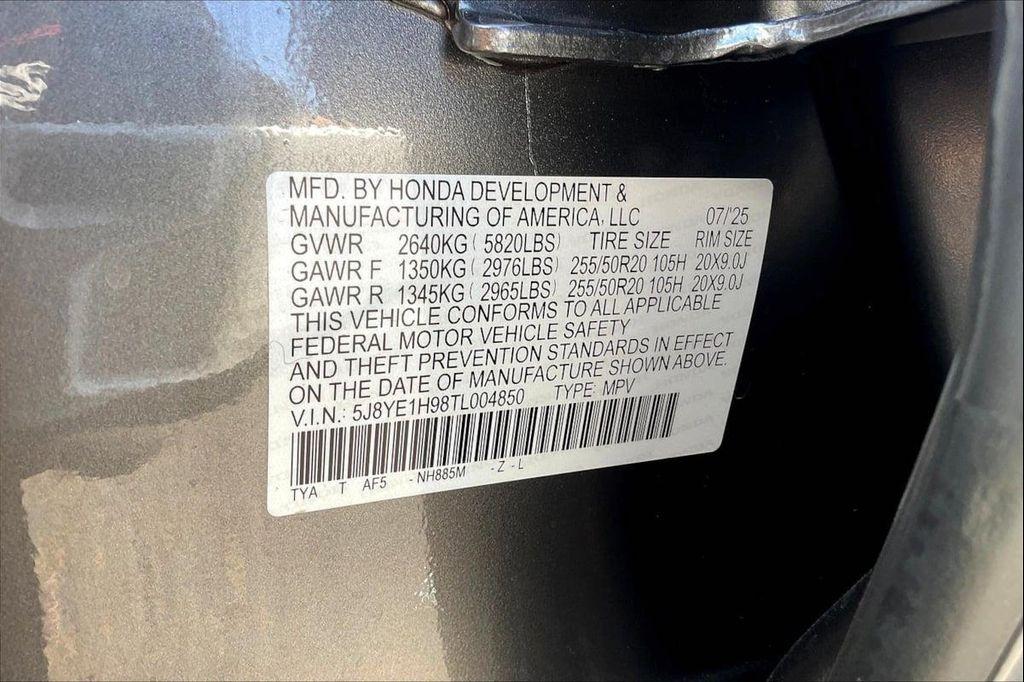 MFD. BY HONDA DEVELOPMENT &
MANUFACTURING OF AMERICA, LLC 07/'25
GVWR 2640KG ( 5820LBS) TIRE SIZE RIM SIZE
GAWR F 1350KG ( 2976LBS) 255/50R20 105H 20X9.0J
GAWR R 1345KG ( 2965LBS) 255/50R20 105H 20X9.0J
THIS VEHICLE CONFORMS TO ALL APPLICABLE
FEDERAL MOTOR VEHICLE SAFETY
AND THEFT PREVENTION STANDARDS IN EFFECT
ON THE DATE OF MANUFACTURE SHOWN ABOVE.
V.I.N.: 5J8YE1H98TL004850 TYPE: MPV
TYA T AF5 -NH885M -Z -L